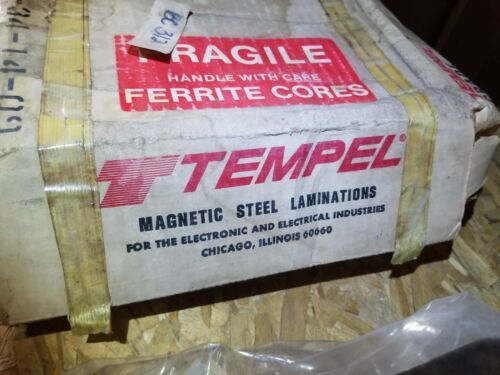 FRAGILE
HANDLE WITH CARE
FERRITE CORES
TEMPEL®
MAGNETIC STEEL LAMINATIONS
FOR THE ELECTRONIC AND ELECTRICAL INDUSTRIES
CHICAGO, ILLINOIS 60660